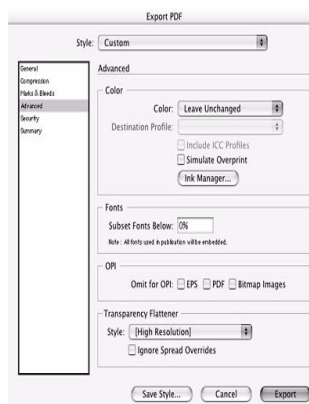 Export PDF
Style: Custom
General
Compression
Marks & Bleeds
Advanced
Security
Summary
Advanced
Color
Color: Leave Unchanged
Destination Profile:
Include ICC Profiles
Simulate Overprint
Ink Manager...
Fonts
Subset Fonts Below: 0%
Note : All fonts used in publication will be embedded.
OPI
Omit for OPI: EPS PDF Bitmap Images
Transparency Flattener
Style: [High Resolution]
Ignore Spread Overrides
Save Style... Cancel Export